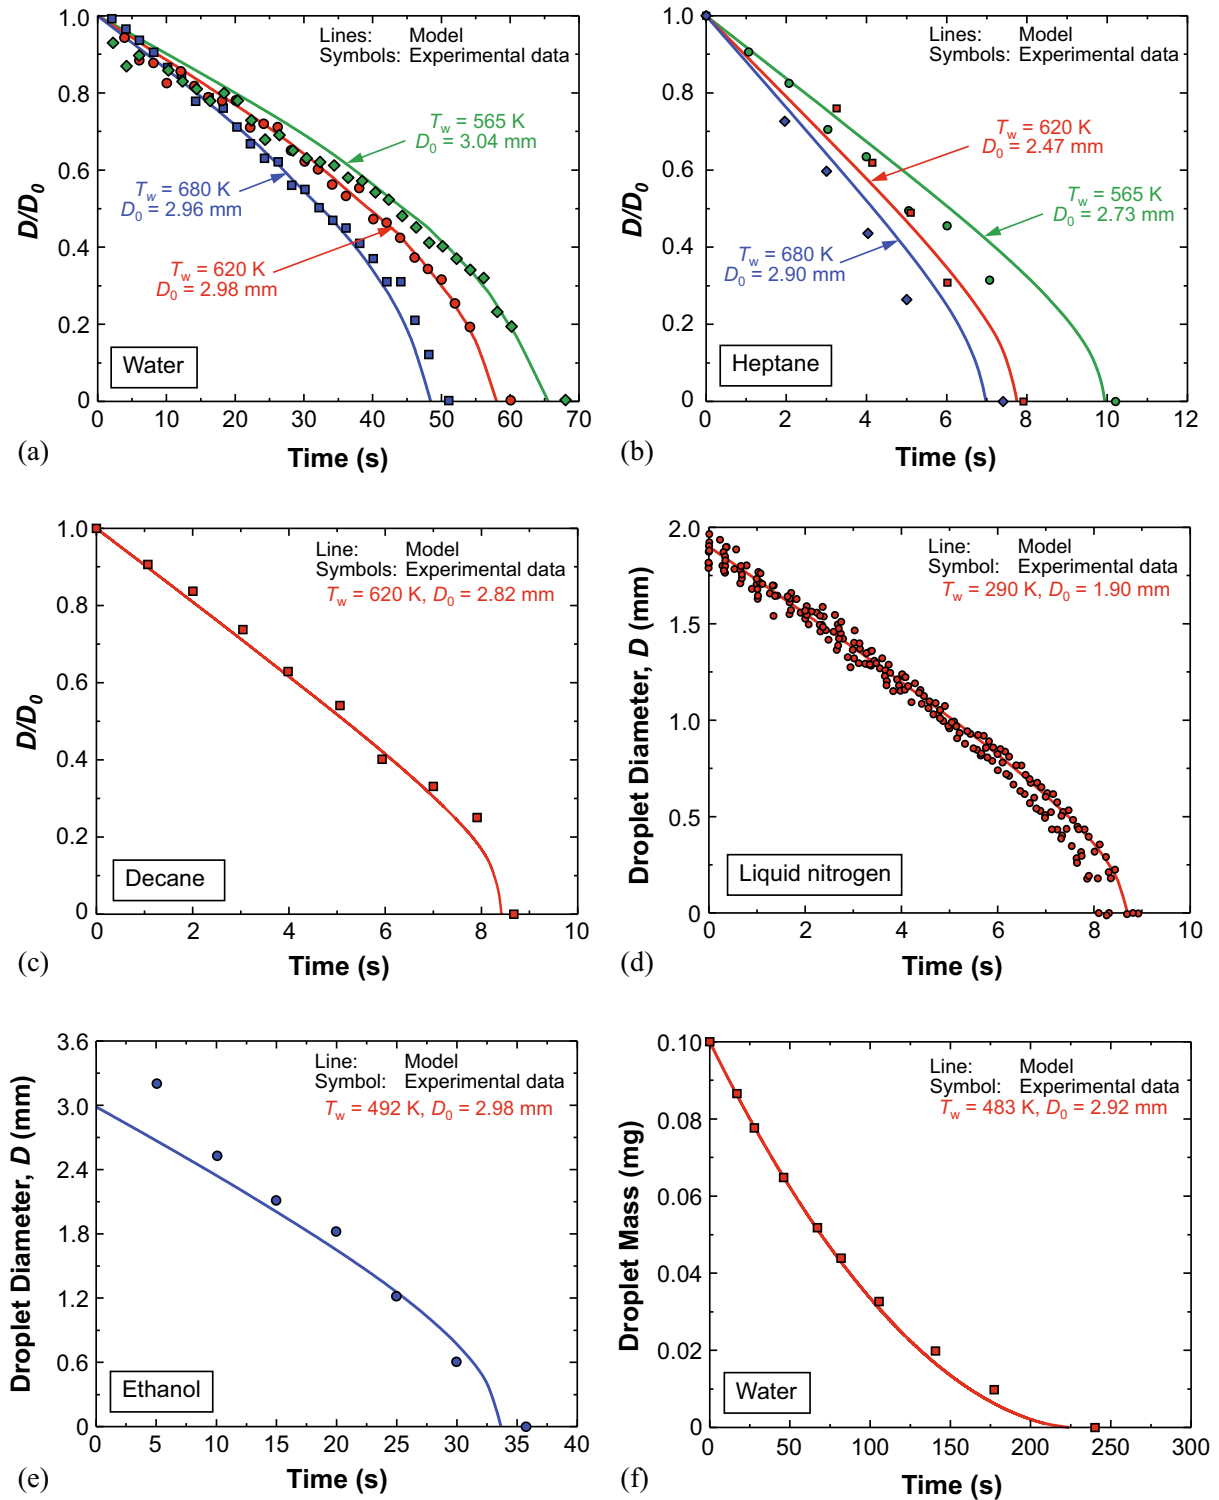 1.0
0.8
0.6
0.4
0.2
0
D/D0
Lines: Model
Symbols: Experimental data
Tw = 565 K
D0 = 3.04 mm
Tw = 680 K
D0 = 2.96 mm
Tw = 620 K
D0 = 2.98 mm
Water
0 10 20 30 40 50 60 70
(a) Time (s)
1.0
0.8
0.6
0.4
0.2
0
D/D0
Lines: Model
Symbols: Experimental data
Tw = 620 K
D0 = 2.47 mm
Tw = 565 K
D0 = 2.73 mm
Tw = 680 K
D0 = 2.90 mm
Heptane
0 2 4 6 8 10 12
(b) Time (s)
1.0
0.8
0.6
0.4
0.2
0
D/D0
Line: Model
Symbols: Experimental data
Tw = 620 K, D0 = 2.82 mm
Decane
0 2 4 6 8 10
(c) Time (s)
2.0
1.5
1.0
0.5
0
Droplet Diameter, D (mm)
Line: Model
Symbol: Experimental data
Tw = 290 K, D0 = 1.90 mm
Liquid nitrogen
0 2 4 6 8 10
(d) Time (s)
3.6
3.0
2.4
1.8
1.2
0.6
0
Droplet Diameter, D (mm)
Line: Model
Symbol: Experimental data
Tw = 492 K, D0 = 2.98 mm
Ethanol
0 5 10 15 20 25 30 35 40
(e) Time (s)
0.10
0.08
0.06
0.04
0.02
0
Droplet Mass (mg)
Line: Model
Symbol: Experimental data
Tw = 483 K, D0 = 2.92 mm
Water
0 50 100 150 200 250 300
(f) Time (s)